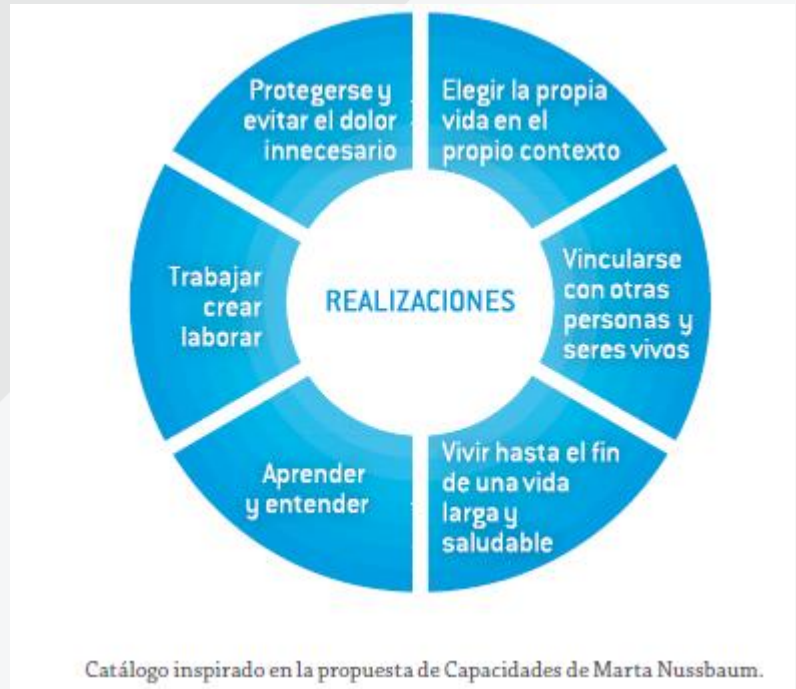 Protegerse y
evitar el dolor
innecesario
Elegir la propia
vida en el
propio contexto
Trabajar
crear
laborar
REALIZACIONES
Vincularse
con otras
personas y
seres vivos
Aprender
y entender
Vivir hasta el fin
de una vida
larga y
saludable
Catálogo inspirado en la propuesta de Capacidades de Marta Nussbaum.